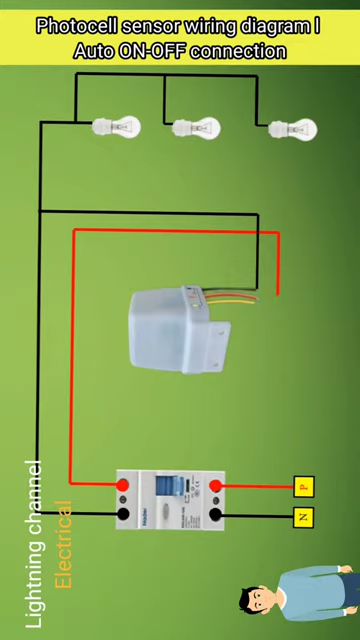 Photocell sensor wiring diagram l
Auto ON-OFF connection
P
N
Lightning channel
Electrical